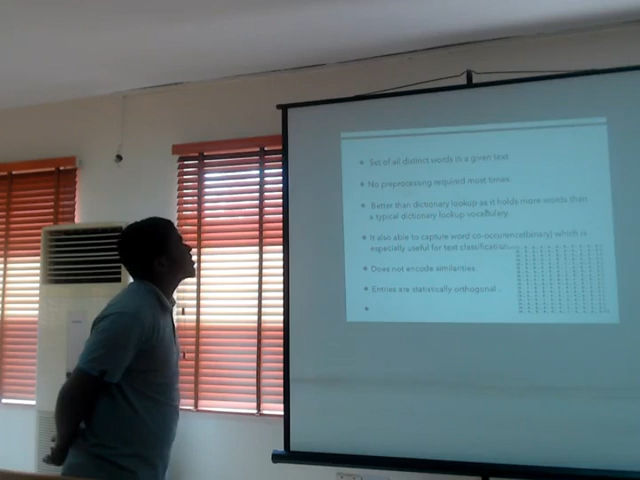 Set of all distinct words in a given text
No preprocessing required most times.
Better than dictionary lookup as it holds more words than
a typical dictionary lookup vocabulary.
It also able to capture word co-occurence(binary) which is
especially useful for text classification.
Does not encode similarities.
Entries are statistically orthogonal .